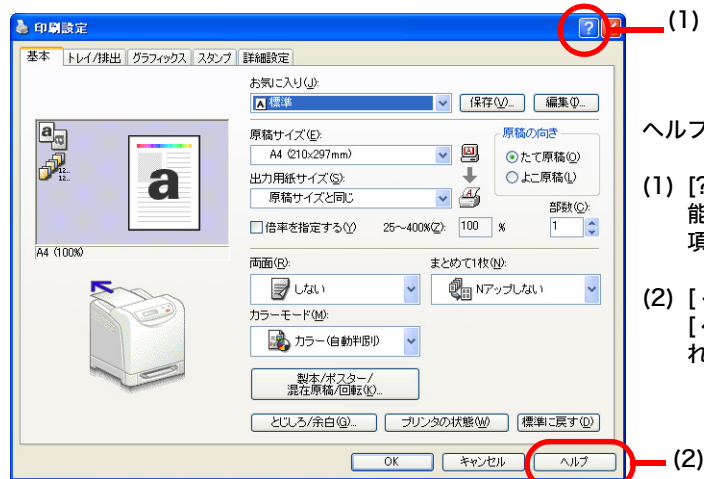 印刷設定
?
(1)
基本 トレイ/排出 グラフィックス スタンプ 詳細設定
お気に入り(J):
標準
保存(V)...
編集(I)...
原稿サイズ(E):
A4 (210x297mm)
原稿の向き
たて原稿(O)
よこ原稿(L)
出力用紙サイズ(S):
原稿サイズと同じ
倍率を指定する(Y) 25~400%(Z): 100 %
部数(C):
1
a
a
12..
12..
A4 (100%)
両面(R):
しない
まとめて1枚(N):
Nアップしない
カラーモード(M):
カラー(自動判別)
製本/ポスター/
混在原稿/回転(K)...
とじしろ/余白(G)... プリンタの状態(W) 標準に戻す(D)
OK キャンセル ヘルプ
(2)
ヘルプ
(1) [?
能
項
(2) [
[
れ